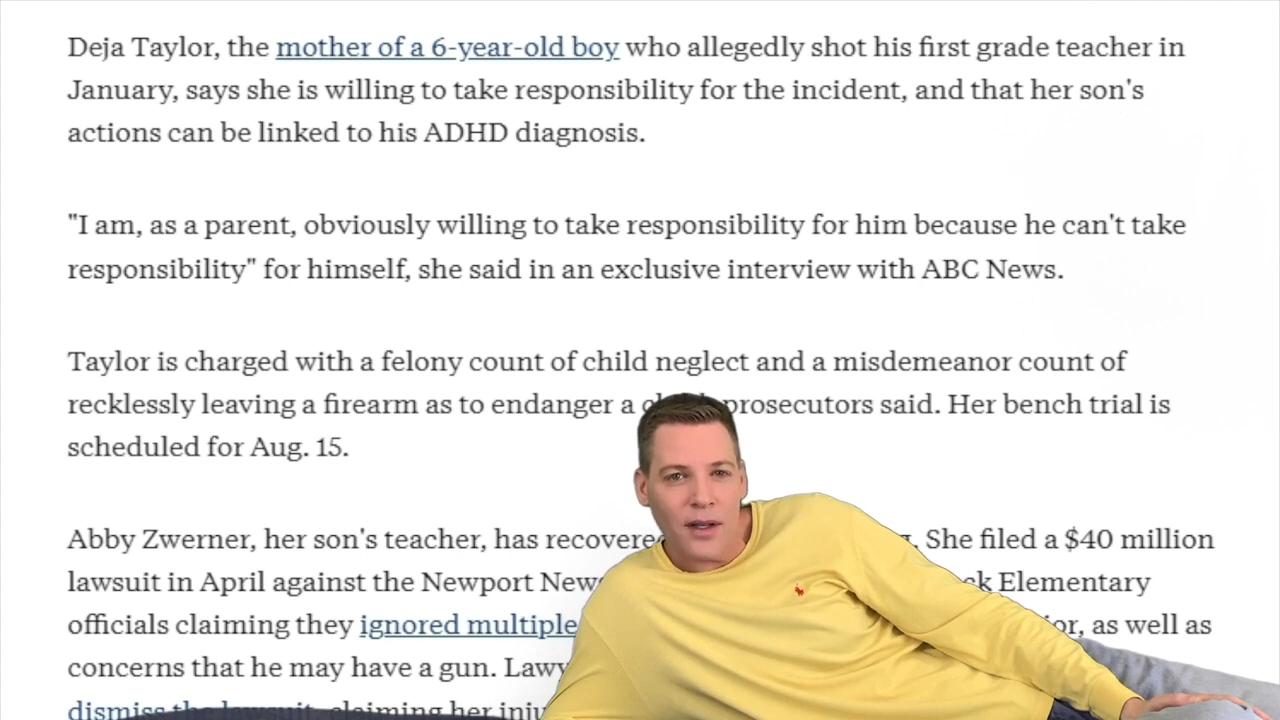 Deja Taylor, the mother of a 6-year-old boy who allegedly shot his first grade teacher in
January, says she is willing to take responsibility for the incident, and that her son's
actions can be linked to his ADHD diagnosis.
"I am, as a parent, obviously willing to take responsibility for him because he can't take
responsibility" for himself, she said in an exclusive interview with ABC News.
Taylor is charged with a felony count of child neglect and a misdemeanor count of
recklessly leaving a firearm as to endanger a prosecutors said. Her bench trial is
scheduled for Aug. 15.
Abby Zwerner, her son's teacher, has She filed a $40 million
lawsuit in April against the Newport Elementary
officials claiming they ignored multiple as well as
concerns that he may have a gun.
dismiss the lawsuit, claiming her